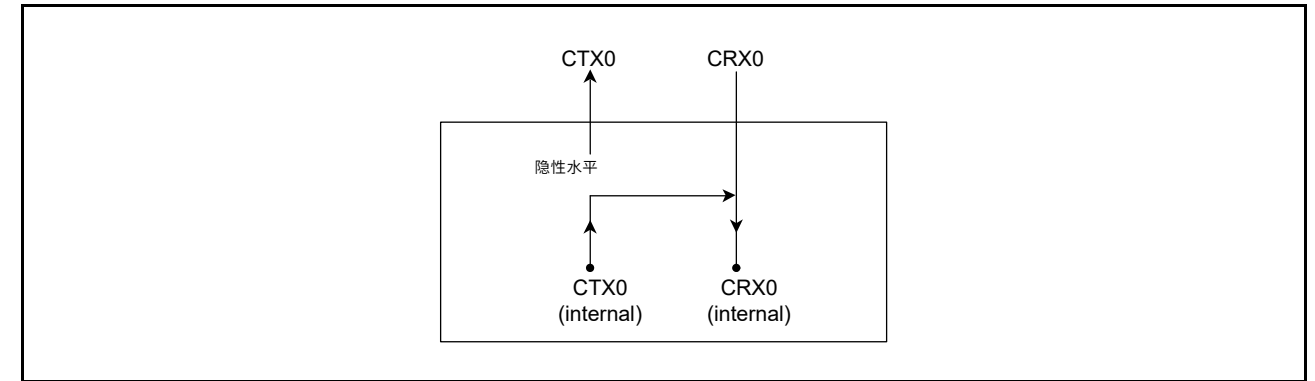 CTX0 CRX0
隐性水平
CTX0 CRX0
(internal) (internal)